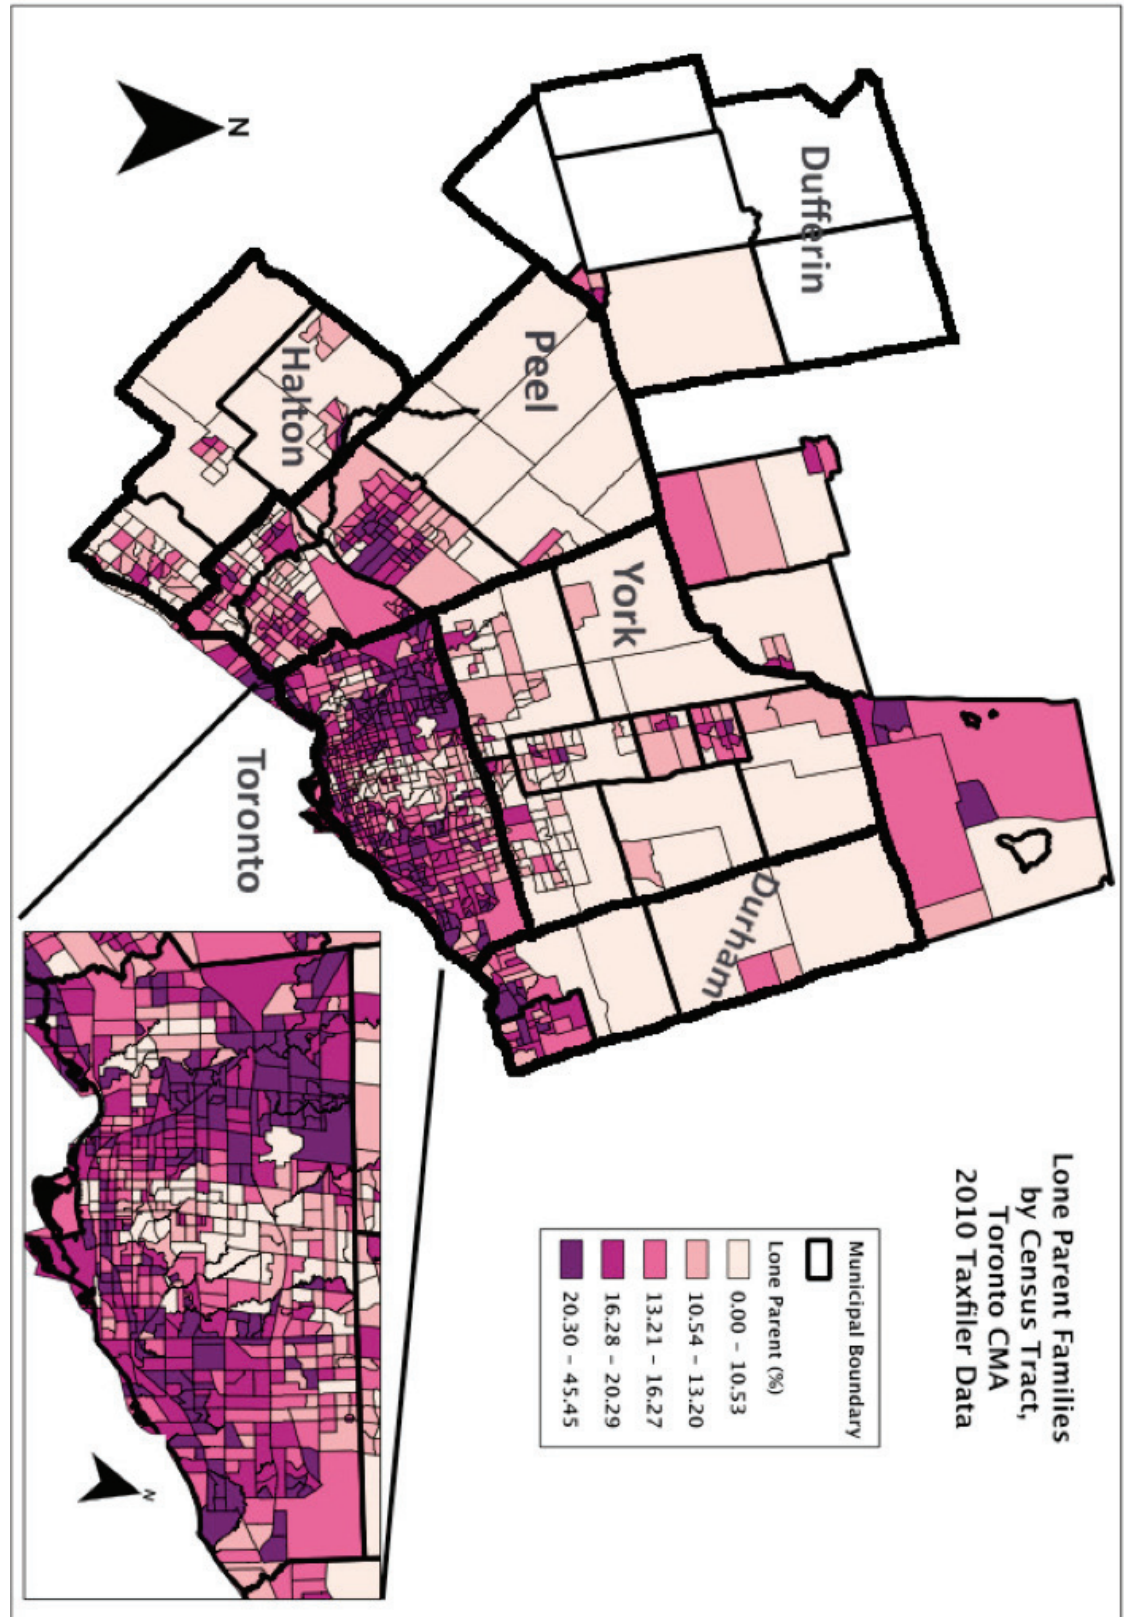 Lone Parent Families
by Census Tract,
Toronto CMA
2010 Taxfiler Data
Municipal Boundary
Lone Parent (%)
0.00 – 10.53
10.54 – 13.20
13.21 – 16.27
16.28 – 20.29
20.30 – 45.45
N
Dufferin
Peel
Halton
York
Durham
Toronto
N